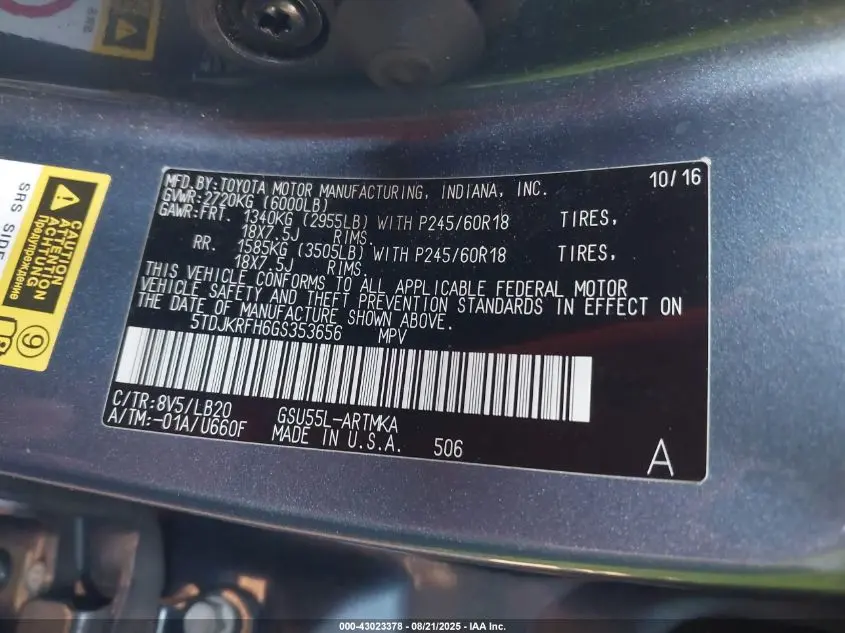 MFD.BY:TOYOTA MOTOR MANUFACTURING, INDIANA, INC. 10/16
GVWR:2720KG (6000LB)
GAWR:FRT. 1340KG (2955LB) WITH P245/60R18 TIRES,
18X7.5J RIMS.
RR. 1585KG (3505LB) WITH P245/60R18 TIRES,
18X7.5J RIMS.
THIS VEHICLE CONFORMS TO ALL APPLICABLE FEDERAL MOTOR
VEHICLE SAFETY AND THEFT PREVENTION STANDARDS IN EFFECT ON
THE DATE OF MANUFACTURE SHOWN ABOVE.
5TDJKRFH6GS353656 MPV
C/TR:8V5/LB20 GSU55L-ARTMKA
A/TM:-01A/U660F MADE IN U.S.A. 506 A
SRS SIDE
CAUTION
ATTENTION
ACHTUNG
Предупреждение
9
000-43023378 - 08/21/2025 - IAA Inc.